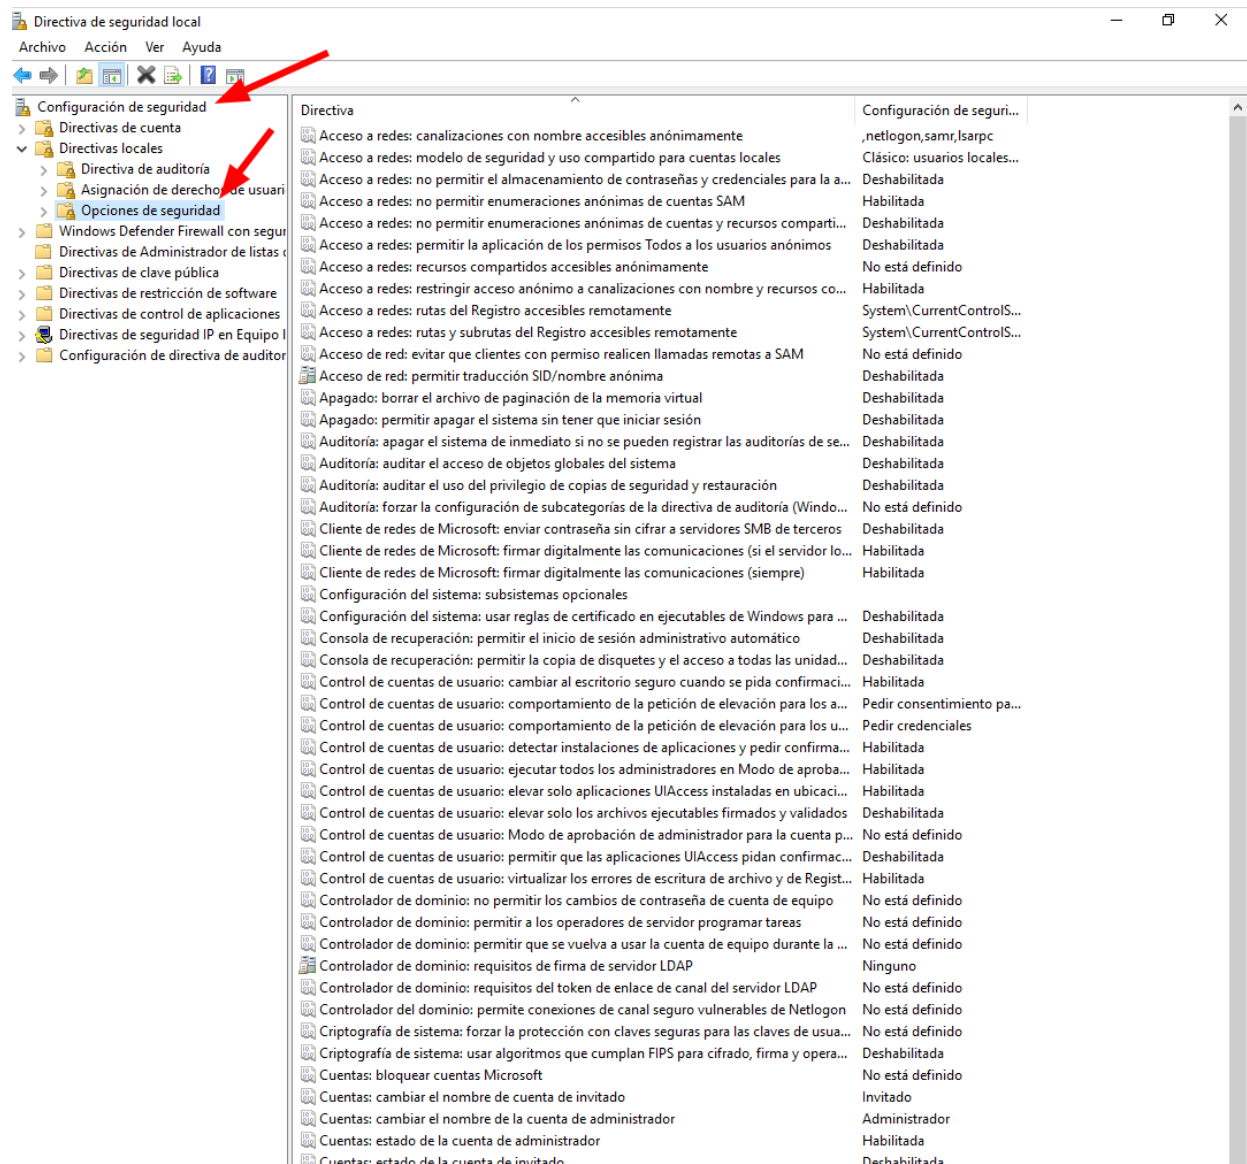 Directiva de seguridad local
Archivo Acción Ver Ayuda
Configuración de seguridad
Directivas de cuenta
Directivas locales
Directiva de auditoría
Asignación de derechos de usuari
Opciones de seguridad
Windows Defender Firewall con segur
Directivas de Administrador de listas
Directivas de clave pública
Directivas de restricción de software
Directivas de control de aplicaciones
Directivas de seguridad IP en Equipo l
Configuración de directiva de auditor
Directiva Configuración de seguri...
Acceso a redes: canalizaciones con nombre accesibles anónimamente ,netlogon,samr,lsarpc
Acceso a redes: modelo de seguridad y uso compartido para cuentas locales Clásico: usuarios locales...
Acceso a redes: no permitir el almacenamiento de contraseñas y credenciales para la a... Deshabilitada
Acceso a redes: no permitir enumeraciones anónimas de cuentas SAM Habilitada
Acceso a redes: no permitir enumeraciones anónimas de cuentas y recursos comparti... Deshabilitada
Acceso a redes: permitir la aplicación de los permisos Todos a los usuarios anónimos Deshabilitada
Acceso a redes: recursos compartidos accesibles anónimamente No está definido
Acceso a redes: restringir acceso anónimo a canalizaciones con nombre y recursos co... Habilitada
Acceso a redes: rutas del Registro accesibles remotamente System\CurrentControlS...
Acceso a redes: rutas y subrutas del Registro accesibles remotamente System\CurrentControlS...
Acceso de red: evitar que clientes con permiso realicen llamadas remotas a SAM No está definido
Acceso de red: permitir traducción SID/nombre anónima Deshabilitada
Apagado: borrar el archivo de paginación de la memoria virtual Deshabilitada
Apagado: permitir apagar el sistema sin tener que iniciar sesión Deshabilitada
Auditoría: apagar el sistema de inmediato si no se pueden registrar las auditorías de se... Deshabilitada
Auditoría: auditar el acceso de objetos globales del sistema Deshabilitada
Auditoría: auditar el uso del privilegio de copias de seguridad y restauración Deshabilitada
Auditoría: forzar la configuración de subcategorías de la directiva de auditoría (Windo... No está definido
Cliente de redes de Microsoft: enviar contraseña sin cifrar a servidores SMB de terceros Deshabilitada
Cliente de redes de Microsoft: firmar digitalmente las comunicaciones (si el servidor lo... Habilitada
Cliente de redes de Microsoft: firmar digitalmente las comunicaciones (siempre) Habilitada
Configuración del sistema: subsistemas opcionales
Configuración del sistema: usar reglas de certificado en ejecutables de Windows para ... Deshabilitada
Consola de recuperación: permitir el inicio de sesión administrativo automático Deshabilitada
Consola de recuperación: permitir la copia de disquetes y el acceso a todas las unidad... Deshabilitada
Control de cuentas de usuario: cambiar al escritorio seguro cuando se pida confirmaci... Habilitada
Control de cuentas de usuario: comportamiento de la petición de elevación para los a... Pedir consentimiento pa...
Control de cuentas de usuario: comportamiento de la petición de elevación para los u... Pedir credenciales
Control de cuentas de usuario: detectar instalaciones de aplicaciones y pedir confirma... Habilitada
Control de cuentas de usuario: ejecutar todos los administradores en Modo de aproba... Habilitada
Control de cuentas de usuario: elevar solo aplicaciones UIAccess instaladas en ubicaci... Habilitada
Control de cuentas de usuario: elevar solo los archivos ejecutables firmados y validados Deshabilitada
Control de cuentas de usuario: Modo de aprobación de administrador para la cuenta p... No está definido
Control de cuentas de usuario: permitir que las aplicaciones UIAccess pidan confirmac... Deshabilitada
Control de cuentas de usuario: virtualizar los errores de escritura de archivo y de Regist... Habilitada
Controlador de dominio: no permitir los cambios de contraseña de cuenta de equipo No está definido
Controlador de dominio: permitir a los operadores de servidor programar tareas No está definido
Controlador de dominio: permitir que se vuelva a usar la cuenta de equipo durante la ... No está definido
Controlador de dominio: requisitos de firma de servidor LDAP Ninguno
Controlador de dominio: requisitos del token de enlace de canal del servidor LDAP No está definido
Controlador del dominio: permite conexiones de canal seguro vulnerables de Netlogon No está definido
Criptografía de sistema: forzar la protección con claves seguras para las claves de usua... No está definido
Criptografía de sistema: usar algoritmos que cumplan FIPS para cifrado, firma y opera... Deshabilitada
Cuentas: bloquear cuentas Microsoft No está definido
Cuentas: cambiar el nombre de cuenta de invitado Invitado
Cuentas: cambiar el nombre de la cuenta de administrador Administrador
Cuentas: estado de la cuenta de administrador Habilitada
Cuentas: estado de la cuenta de invitado Deshabilitada